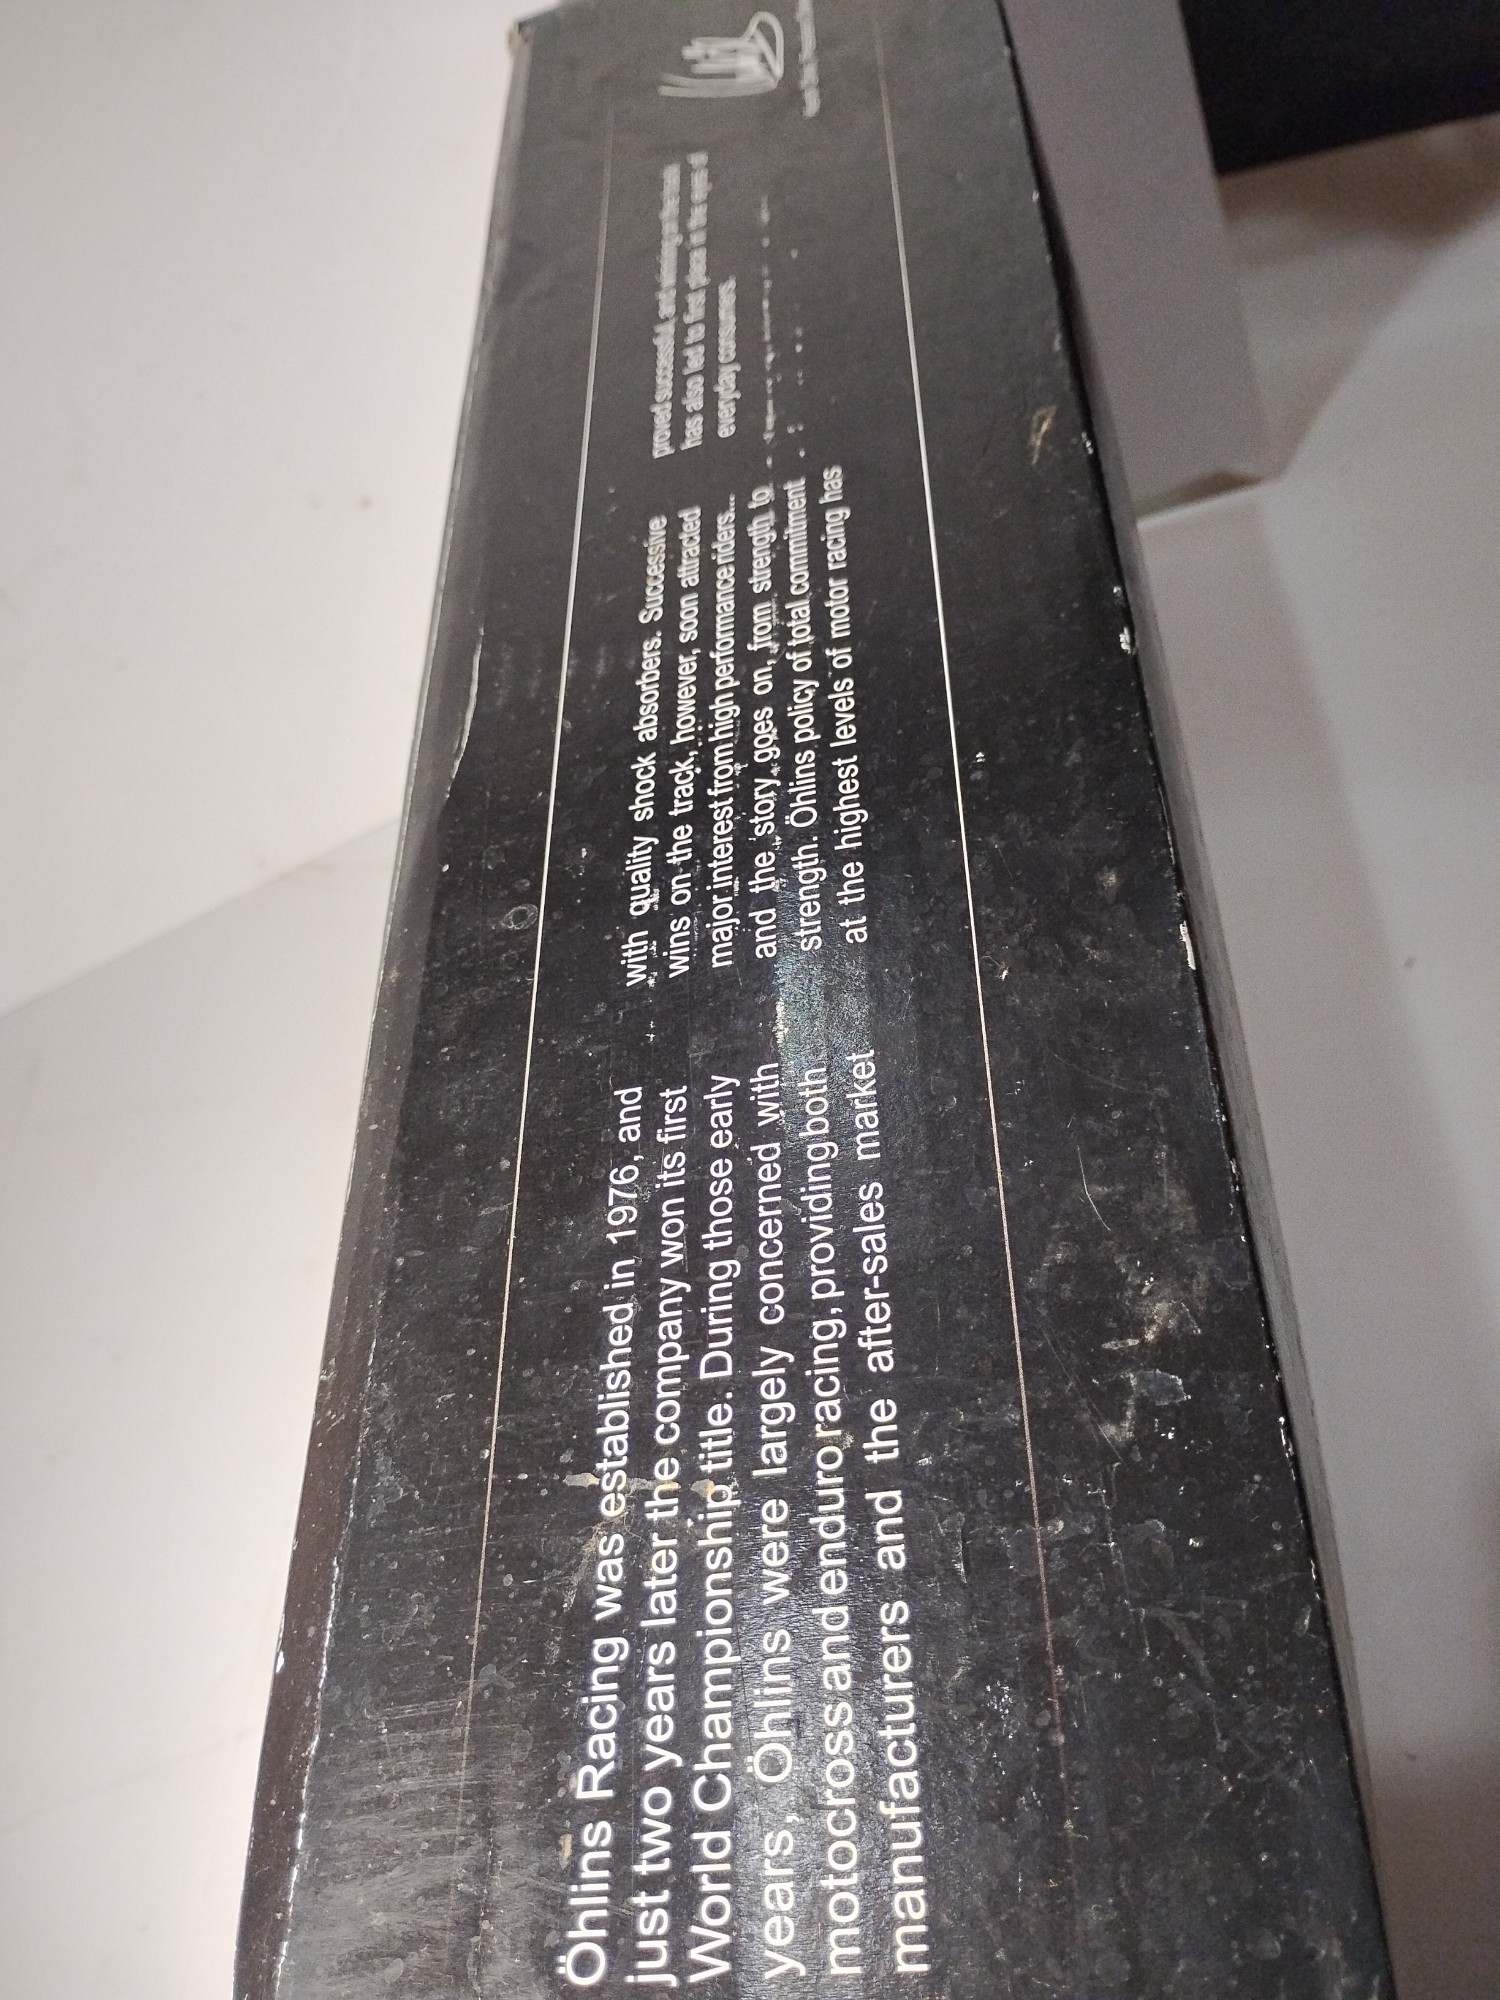 Öhlins Racing was established in 1976, and
just two years later the company won its first
World Championship title. During those early
years, Öhlins were largely concerned with
motocross and enduro racing, providing both
manufacturers and the after-sales market
with quality shock absorbers. Successive
wins on the track, however, soon attracted
major interest from high performance riders...
and the story goes on, from strength to
strength. Öhlins policy of total commitment
at the highest levels of motor racing has
proved successful, and
has also led to first place in the eyes of
everyday consumers.